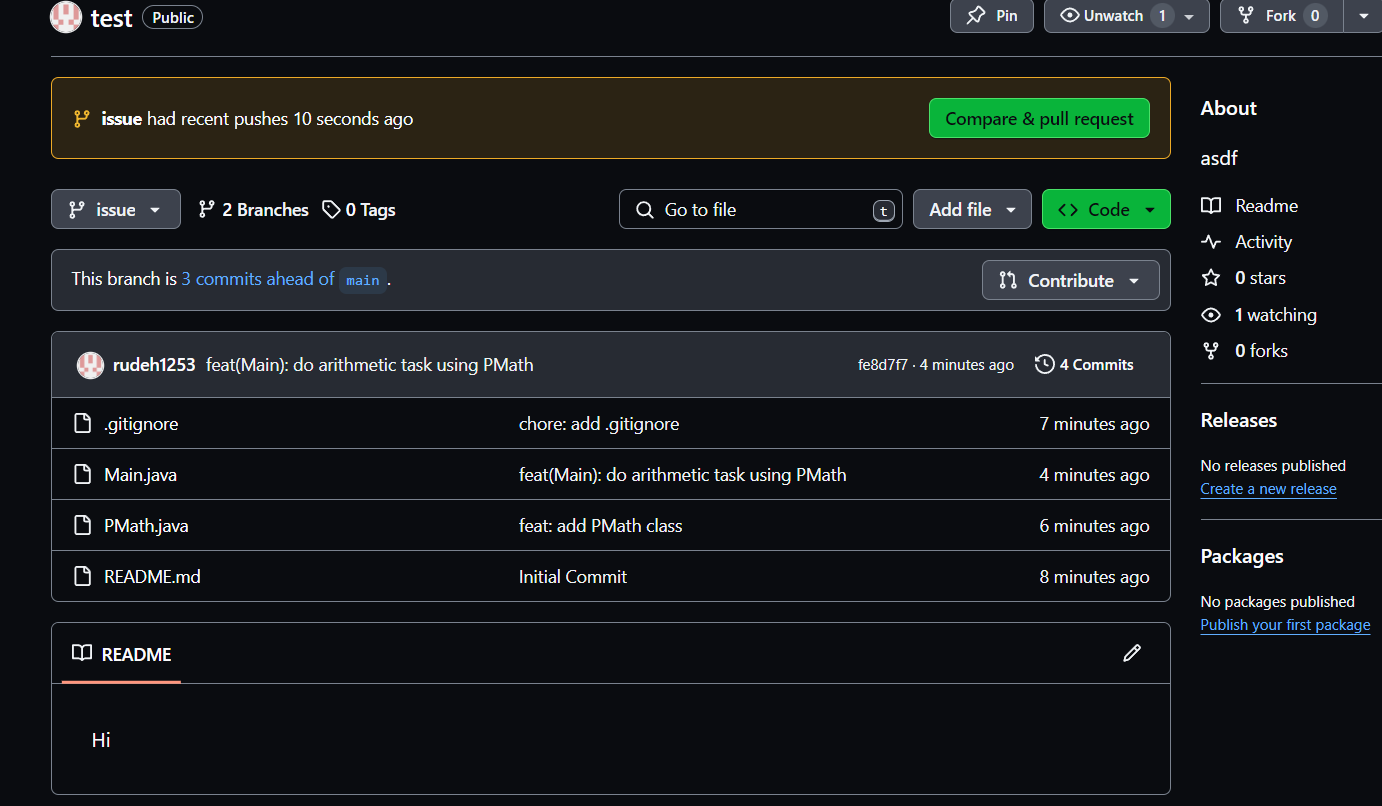 test Public Pin Unwatch 1 Fork 0
issue had recent pushes 10 seconds ago Compare & pull request
issue 2 Branches 0 Tags Go to file t Add file Code
This branch is 3 commits ahead of main . Contribute
rudeh1253 feat(Main): do arithmetic task using PMath fe8d7f7 · 4 minutes ago 4 Commits
.gitignore chore: add .gitignore 7 minutes ago
Main.java feat(Main): do arithmetic task using PMath 4 minutes ago
PMath.java feat: add PMath class 6 minutes ago
README.md Initial Commit 8 minutes ago
README
Hi
About
asdf
Readme
Activity
0 stars
1 watching
0 forks
Releases
No releases published
Create a new release
Packages
No packages published
Publish your first package